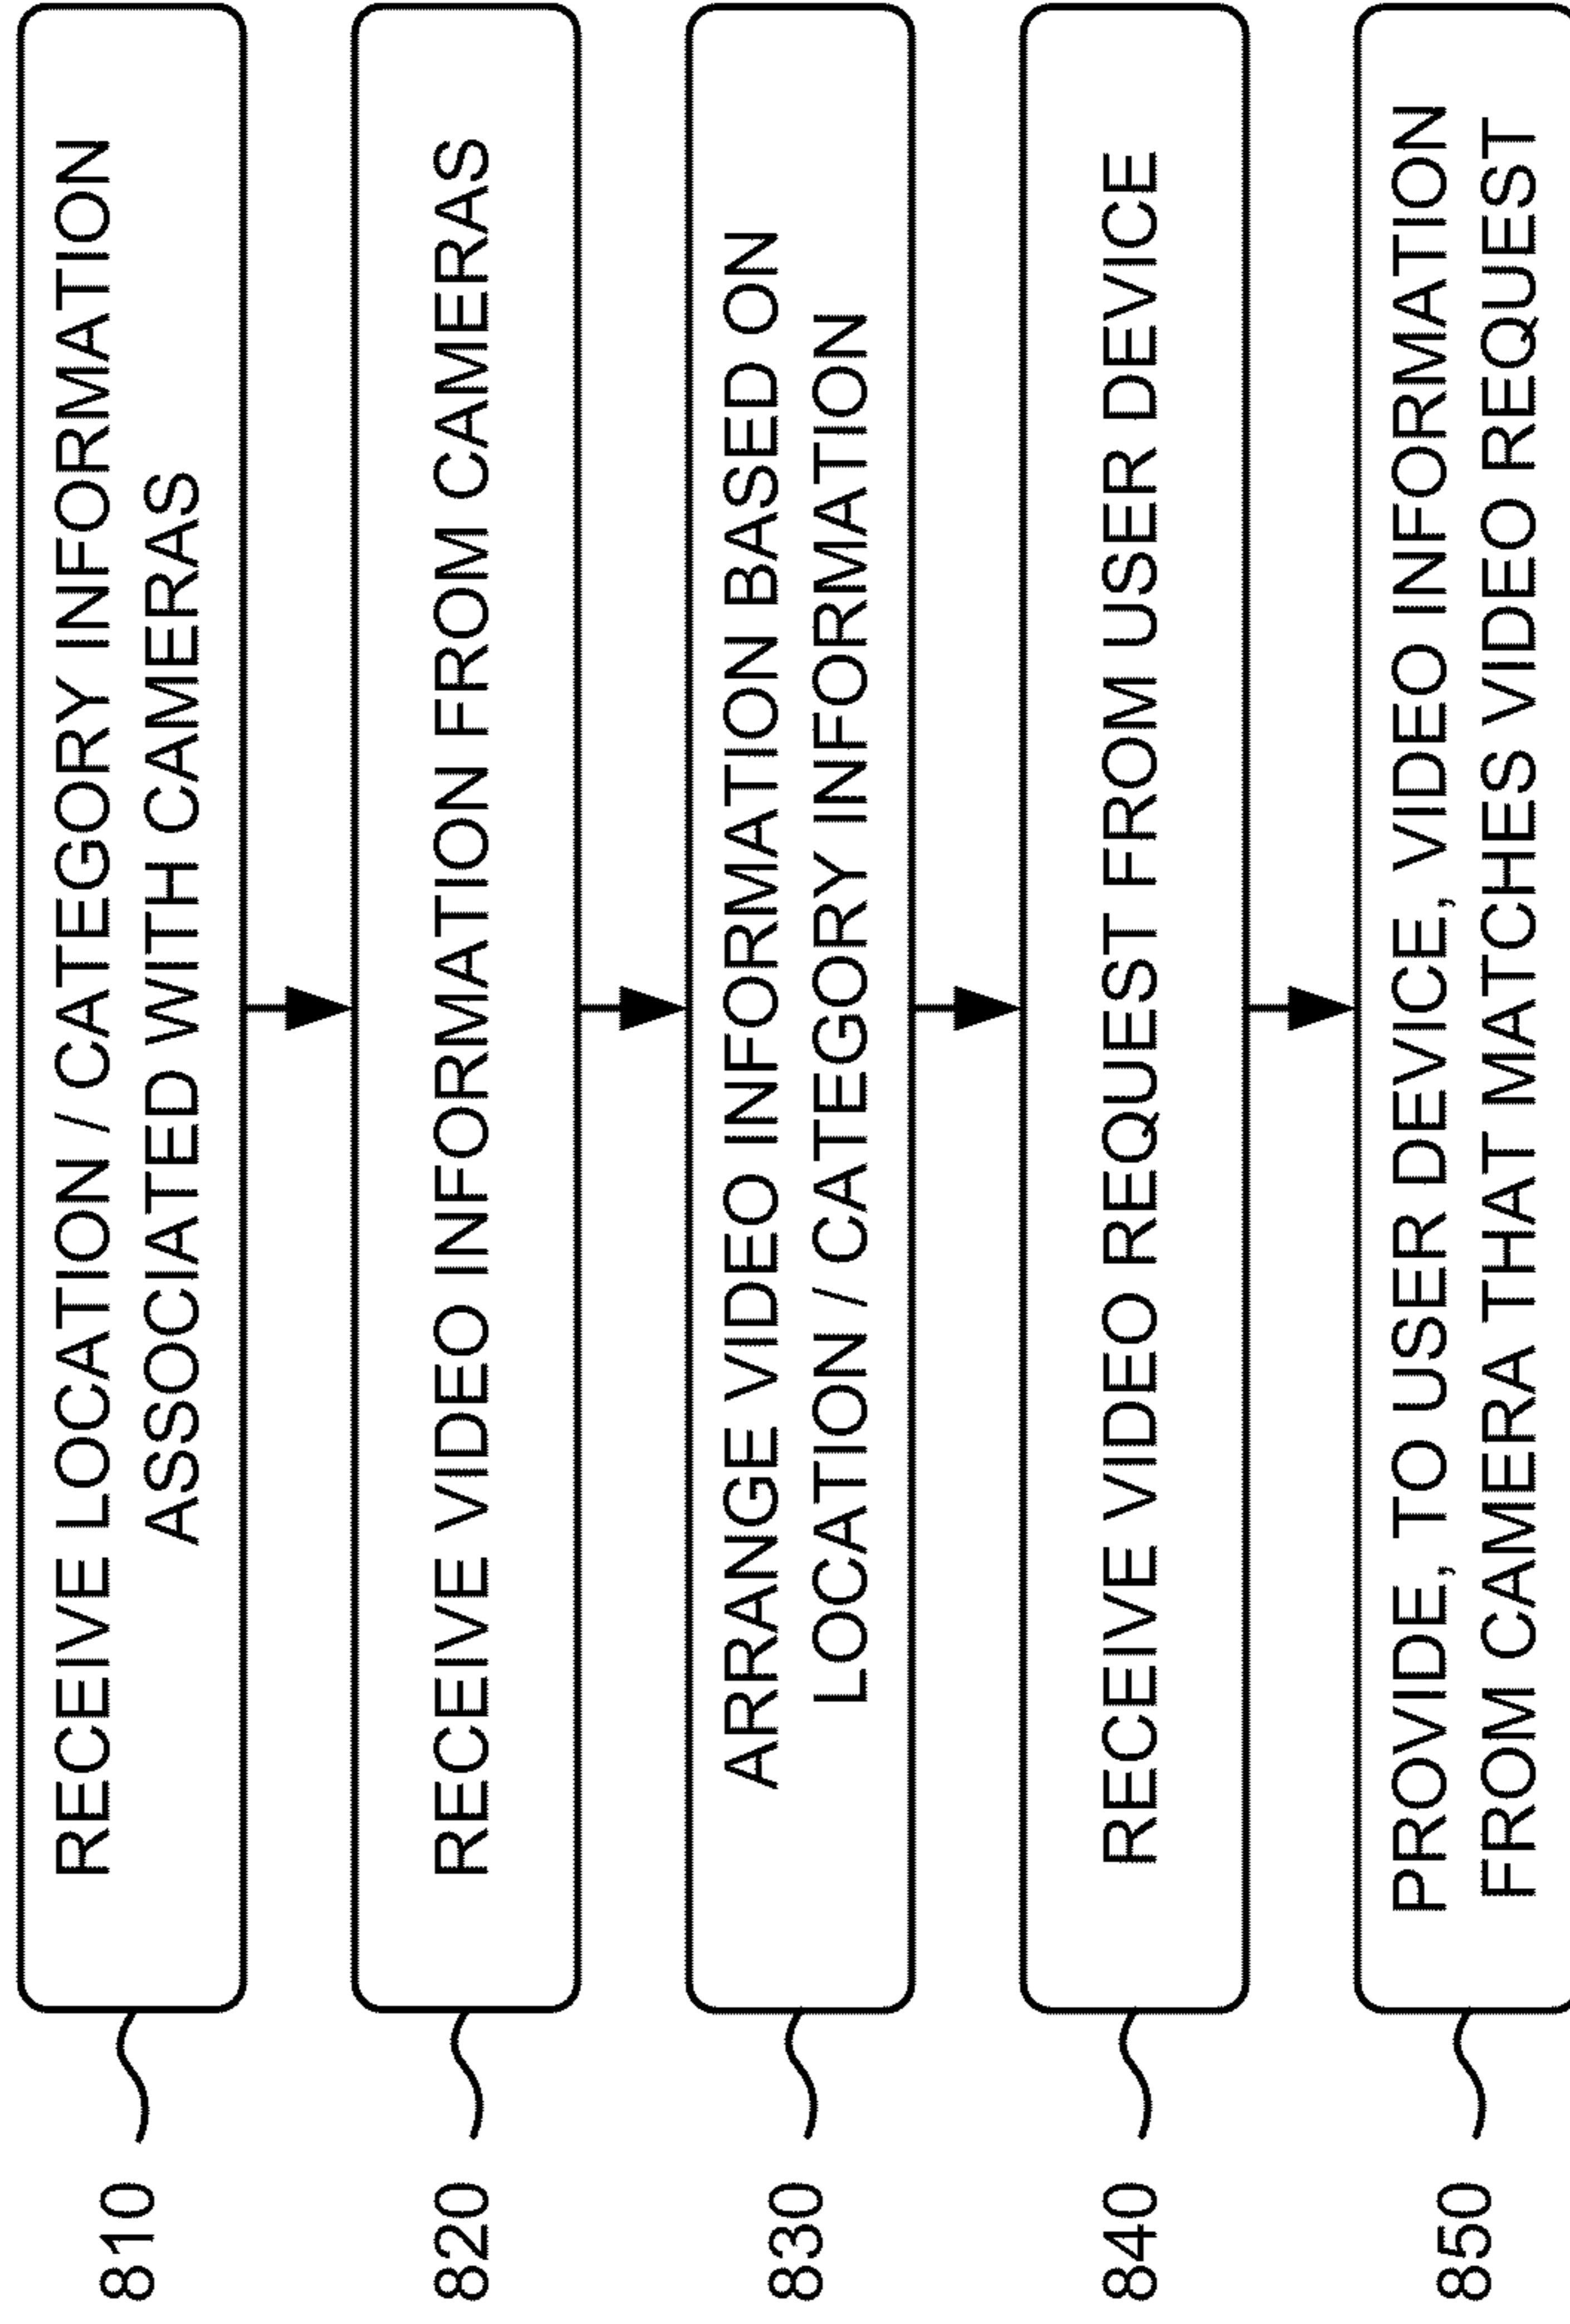 810
RECEIVE LOCATION / CATEGORY INFORMATION
ASSOCIATED WITH CAMERAS
820
RECEIVE VIDEO INFORMATION FROM CAMERAS
830
ARRANGE VIDEO INFORMATION BASED ON
LOCATION / CATEGORY INFORMATION
840
RECEIVE VIDEO REQUEST FROM USER DEVICE
850
PROVIDE, TO USER DEVICE, VIDEO INFORMATION
FROM CAMERA THAT MATCHES VIDEO REQUEST